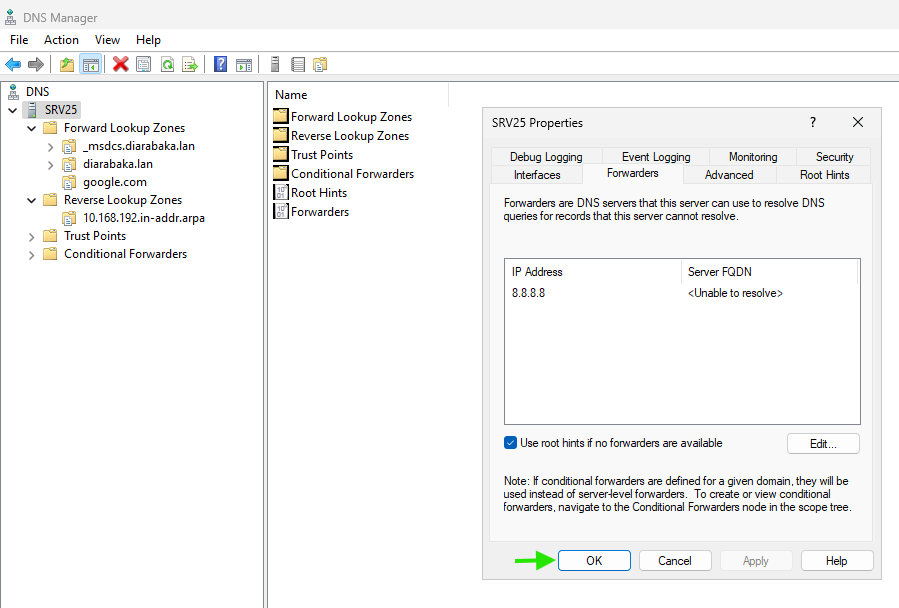 DNS Manager
File Action View Help
DNS
SRV25
Forward Lookup Zones
_msdcs.diarabaka.lan
diarabaka.lan
google.com
Reverse Lookup Zones
10.168.192.in-addr.arpa
Trust Points
Conditional Forwarders
Name
Forward Lookup Zones
Reverse Lookup Zones
Trust Points
Conditional Forwarders
Root Hints
Forwarders
SRV25 Properties ?
Debug Logging Event Logging Monitoring Security
Interfaces Forwarders Advanced Root Hints
Forwarders are DNS servers that this server can use to resolve DNS
queries for records that this server cannot resolve.
IP Address Server FQDN
8.8.8.8 <Unable to resolve>
Use root hints if no forwarders are available Edit...
Note: If conditional forwarders are defined for a given domain, they will be
used instead of server-level forwarders. To create or view conditional
forwarders, navigate to the Conditional Forwarders node in the scope tree.
OK Cancel Apply Help